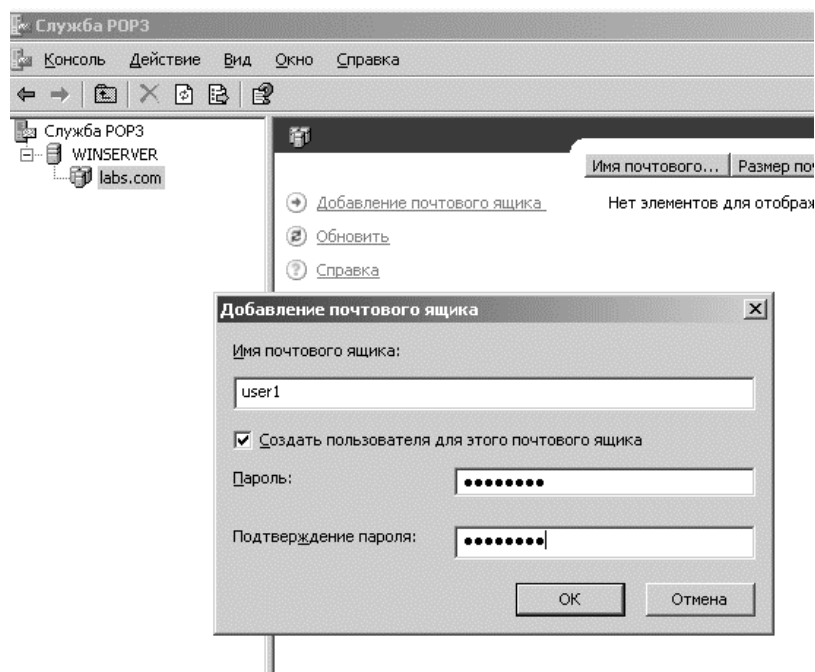 Служба POP3
Консоль Действие Вид Окно Справка
Служба POP3
WINSERVER
labs.com
Имя почтового... Размер по
Добавление почтового ящика
Нет элементов для отображ
Обновить
Справка
Добавление почтового ящика
Имя почтового ящика:
user1
Создать пользователя для этого почтового ящика
Пароль:
●●●●●●●●
Подтверждение пароля:
●●●●●●●●
ОК Отмена